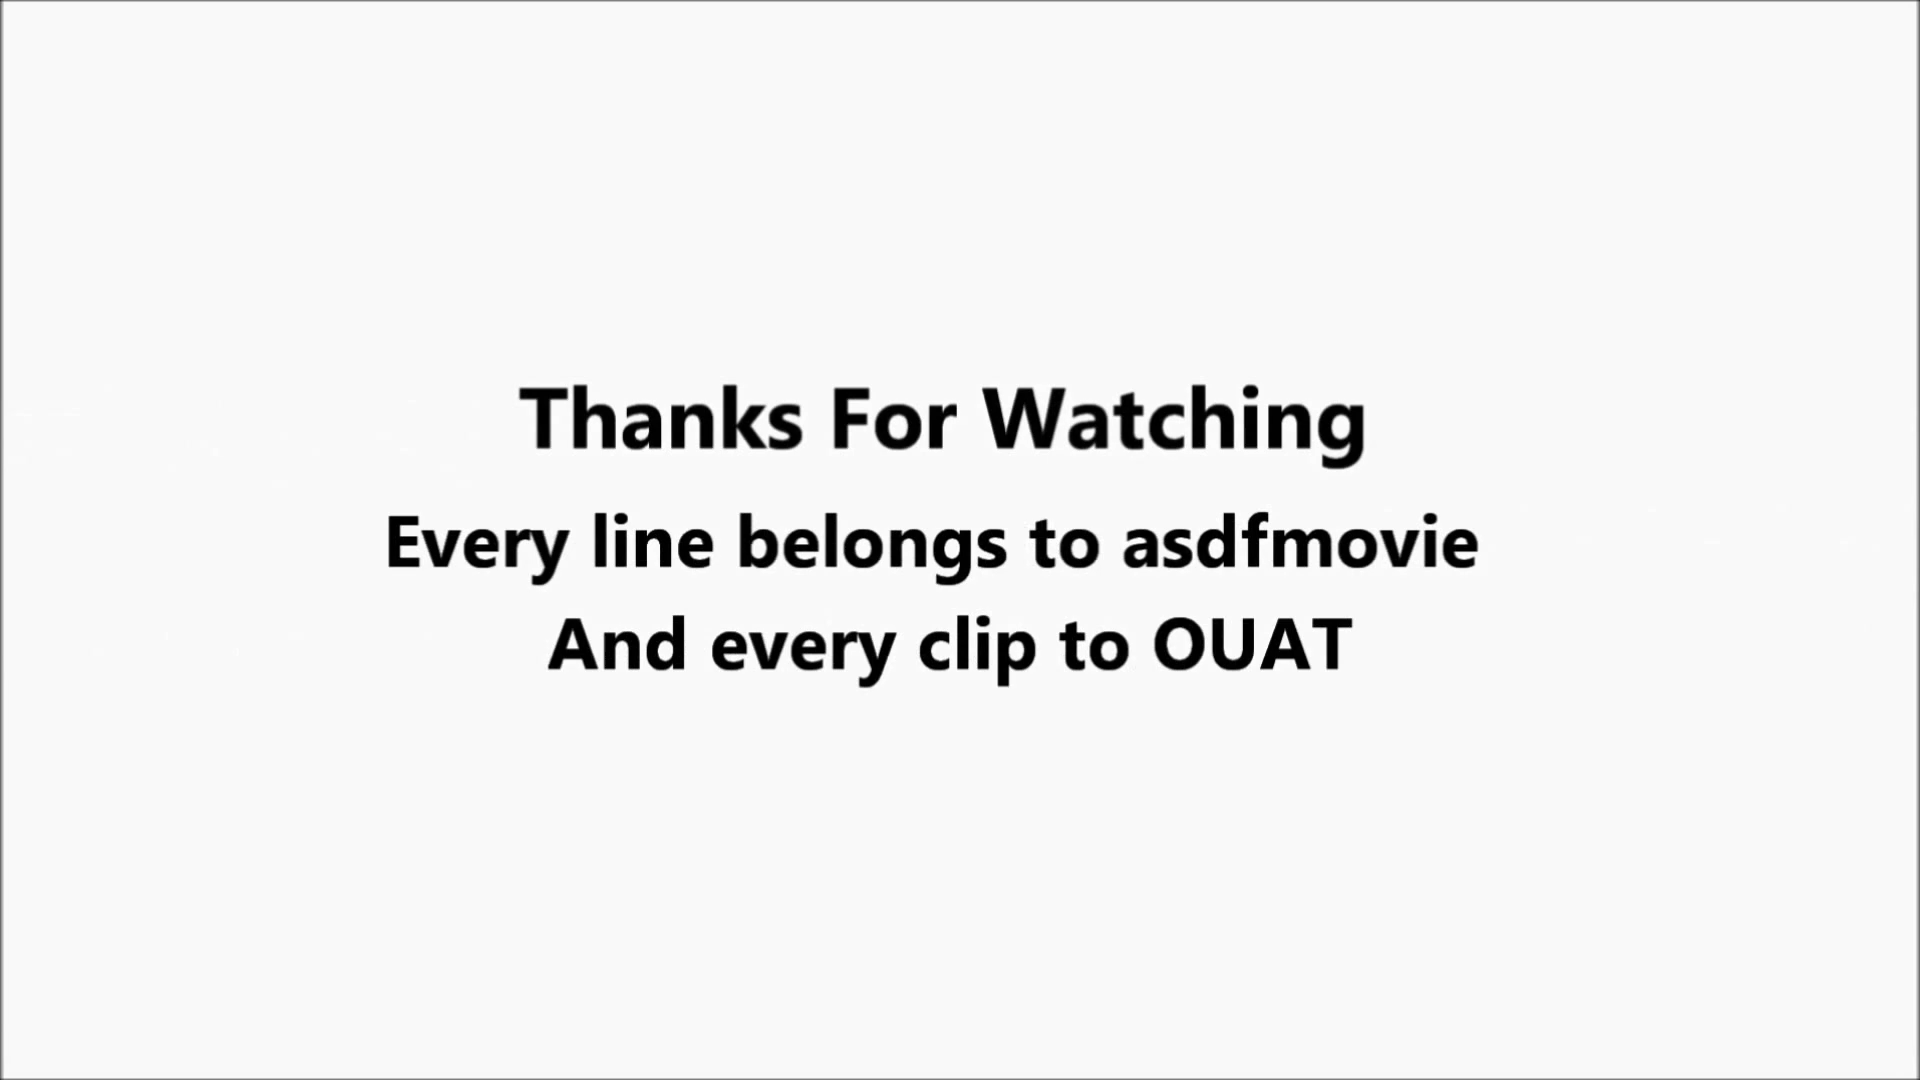 Thanks For Watching
Every line belongs to asdfmovie
And every clip to OUAT